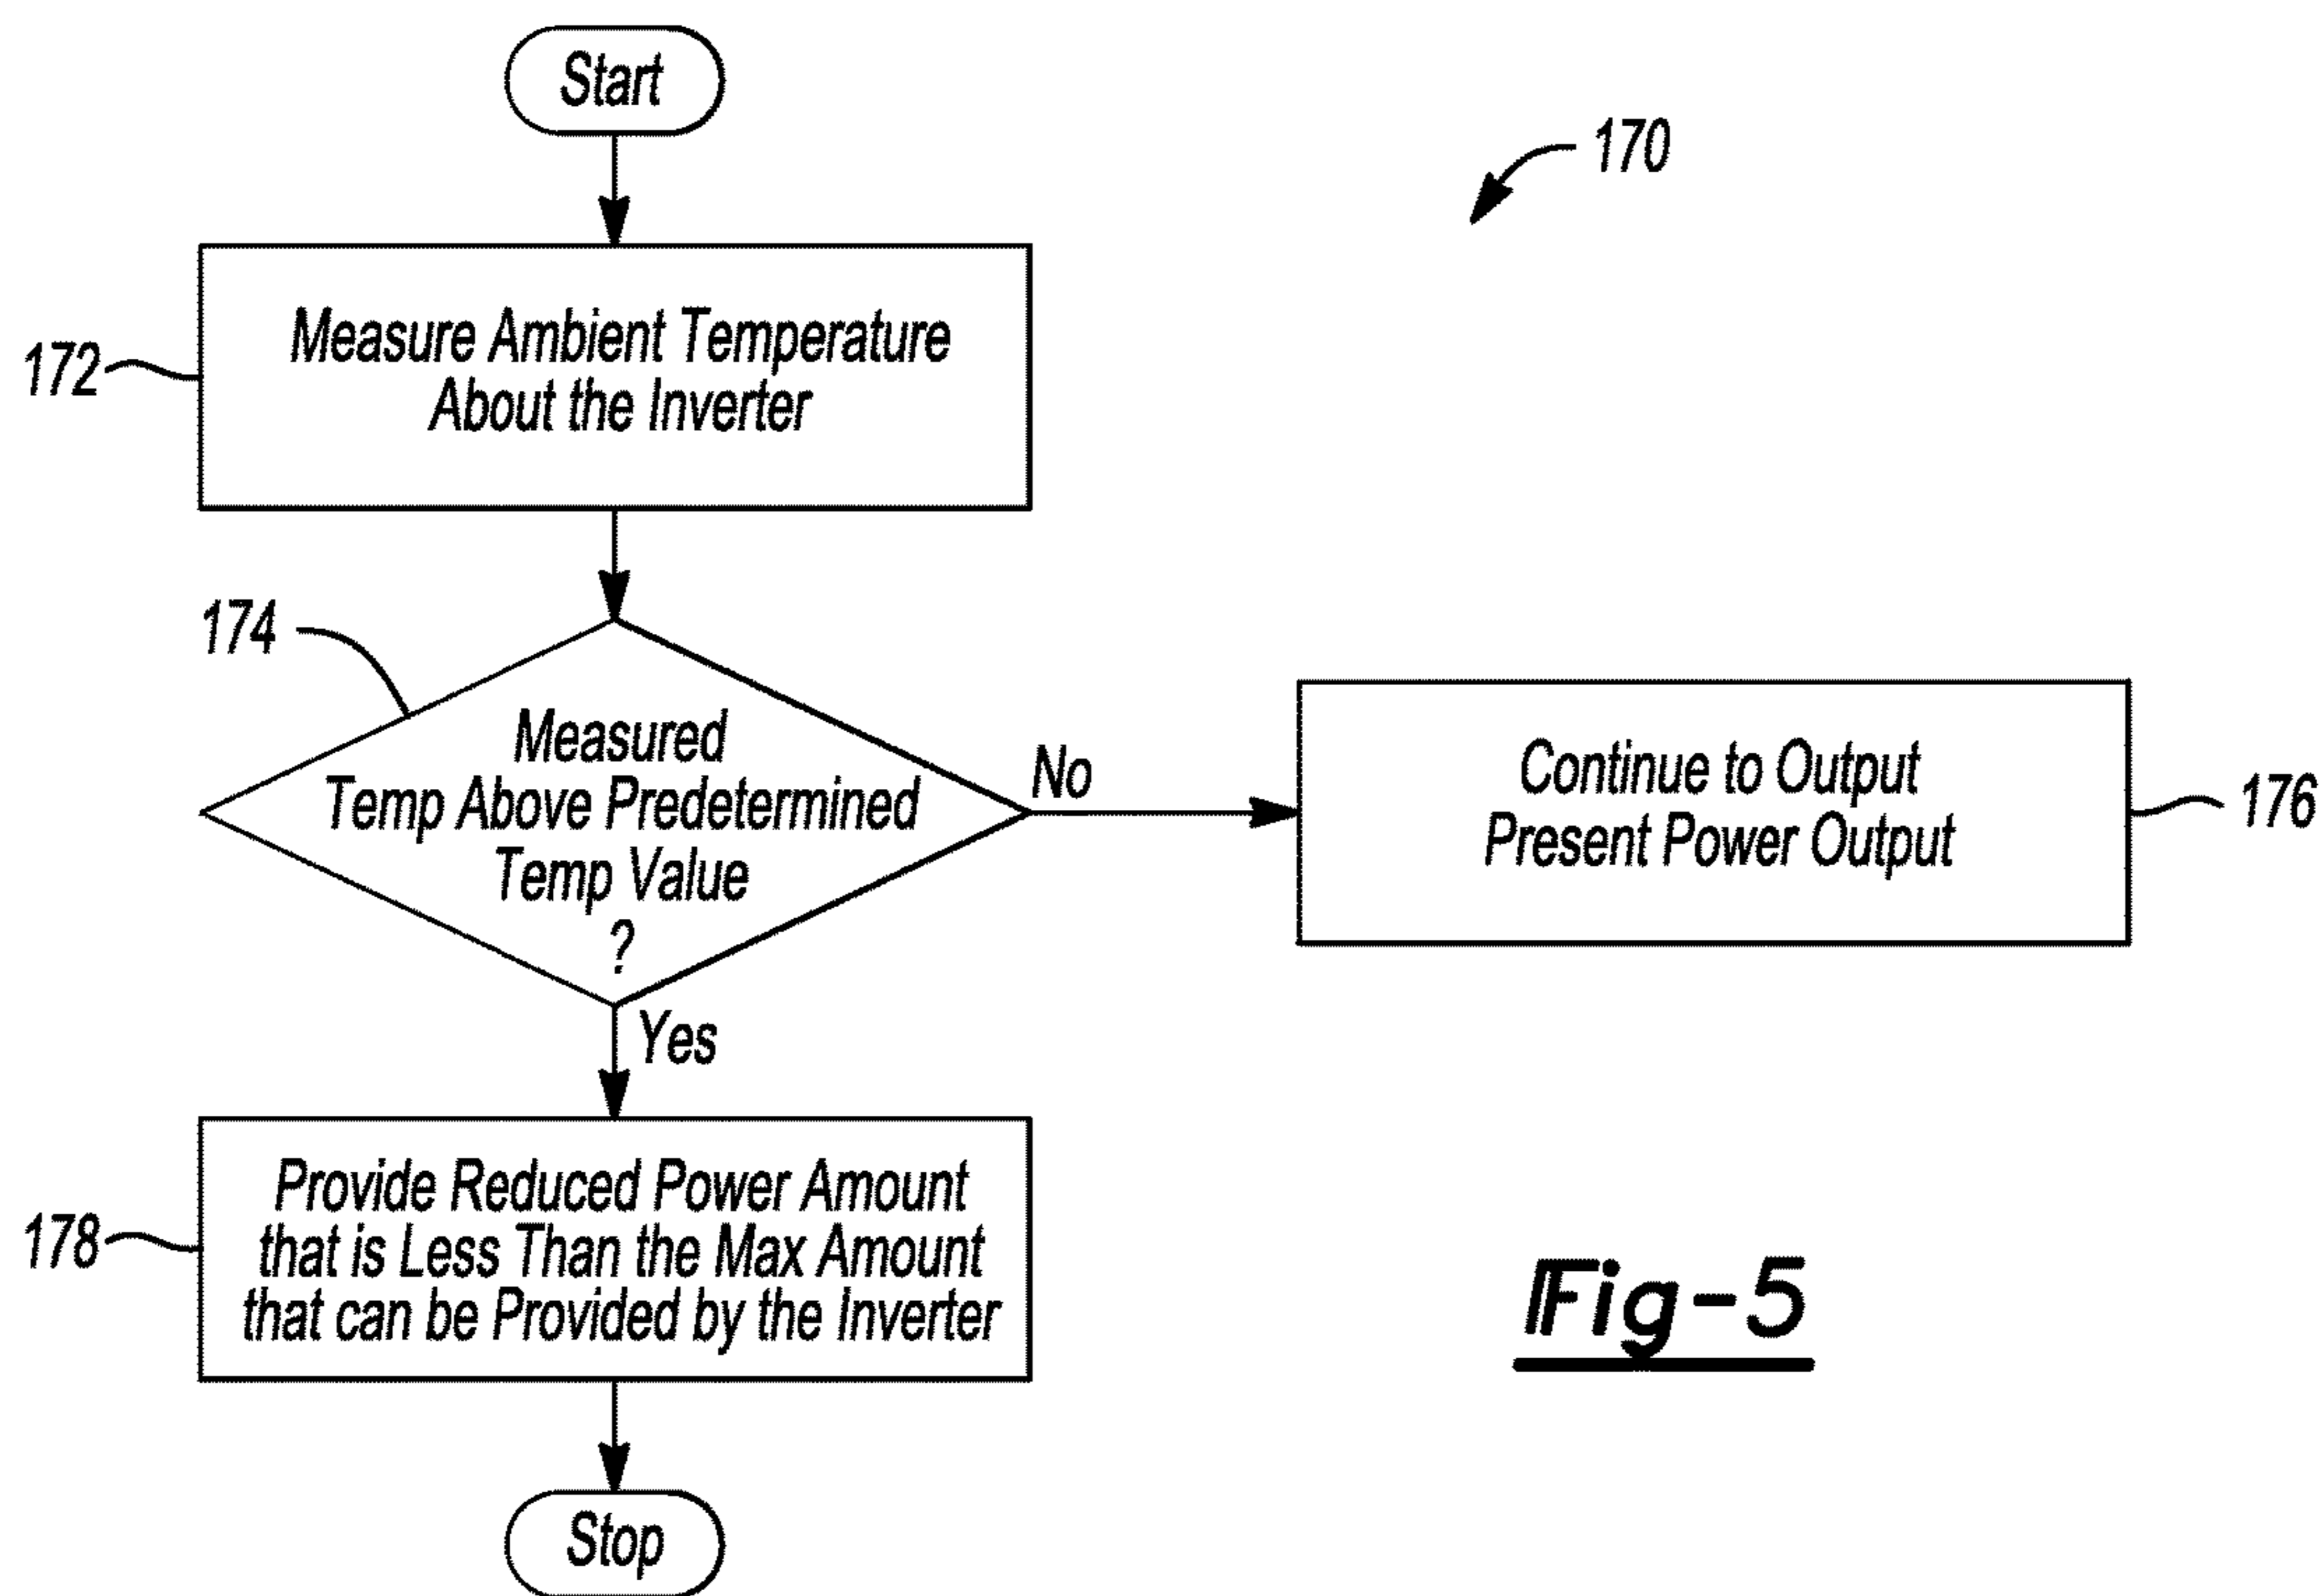 Start
170
172
Measure Ambient Temperature
About the Inverter
174
Measured
Temp Above Predetermined
Temp Value
?
No
Continue to Output
Present Power Output
176
Yes
178
Provide Reduced Power Amount
that is Less Than the Max Amount
that can be Provided by the Inverter
Stop
Fig-5